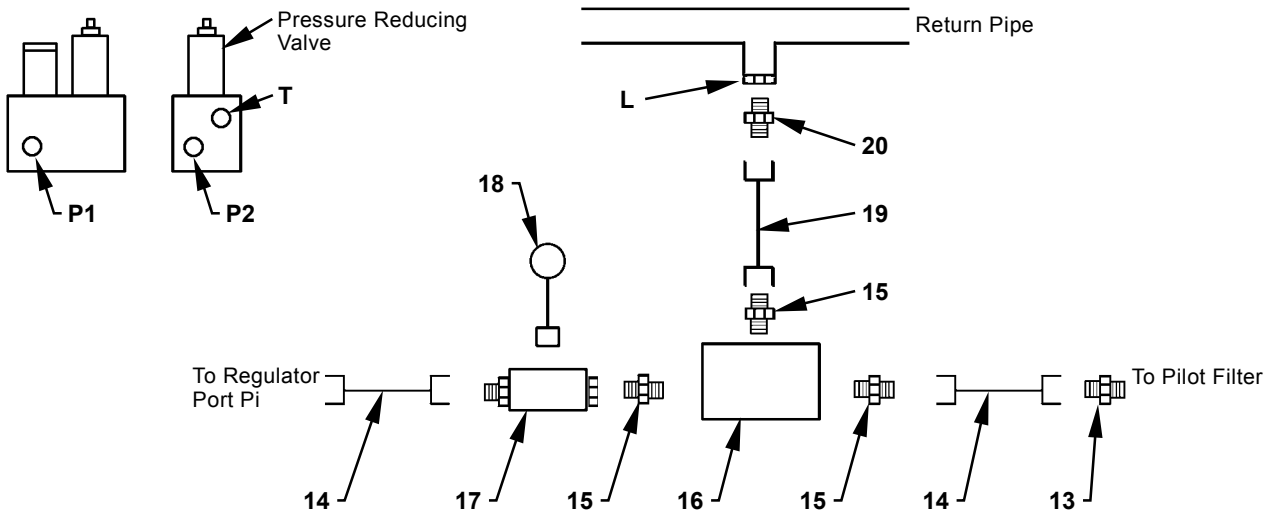 Pressure Reducing
Valve
Return Pipe
T
L
20
P1
P2
18
19
15
To Regulator
Port Pi
To Pilot Filter
14
17
15
16
15
14
13